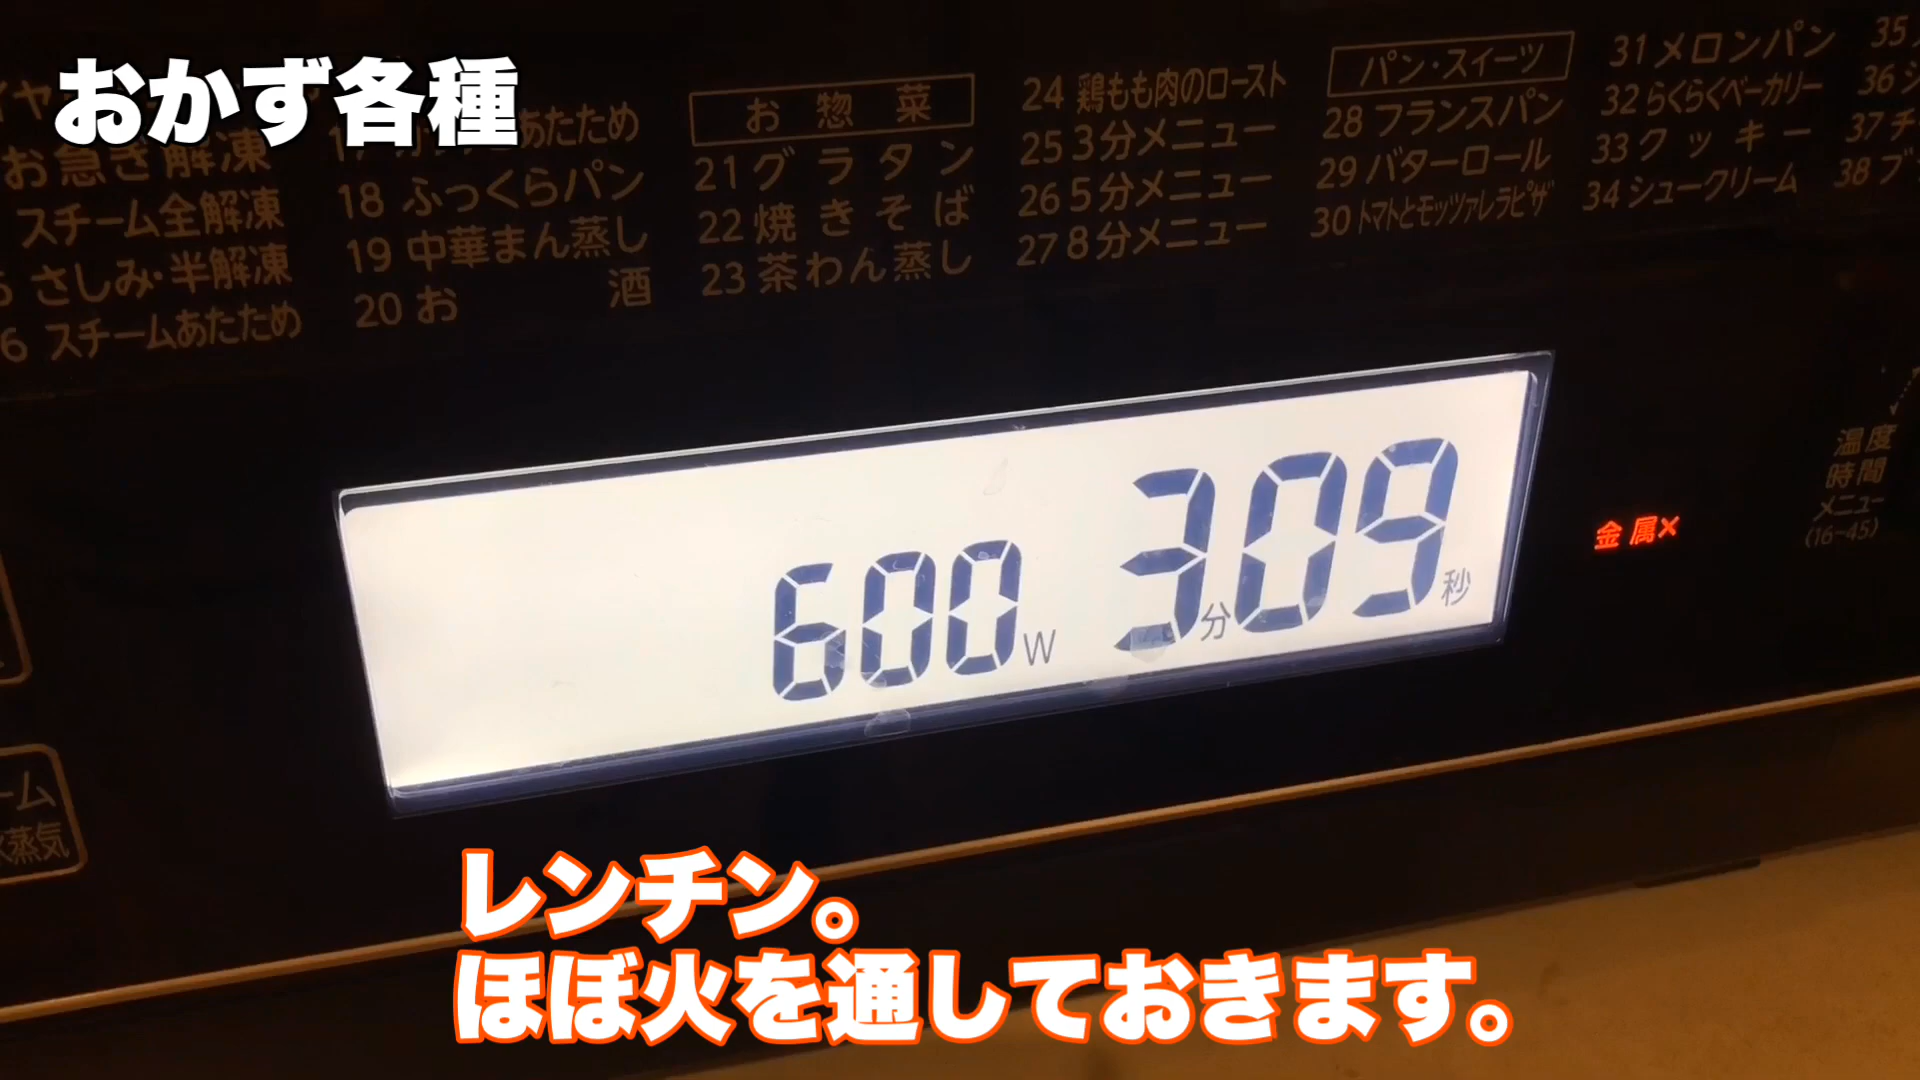 おかず各種
お急ぎ解凍
スチーム全解凍
さしみ・半解凍
6 スチームあたため
あたため
18 ふっくらパン
19 中華まん蒸し
20 お酒
お惣菜
21 グラタン
22 焼きそば
23 茶わん蒸し
24 鶏もも肉のロースト
25 3分メニュー
26 5分メニュー
27 8分メニュー
パン・スイーツ
28 フランスパン
29 バターロール
30 トマトとモッツァレラピザ
31 メロンパン
32 らくらくベーカリー
33 クッキー
34 シュークリーム
35
36
37
38
600W 3分09秒
金属×
温度
時間
メニュー
(16-45)
蒸気
レンチン。
ほぼ火を通しておきます。